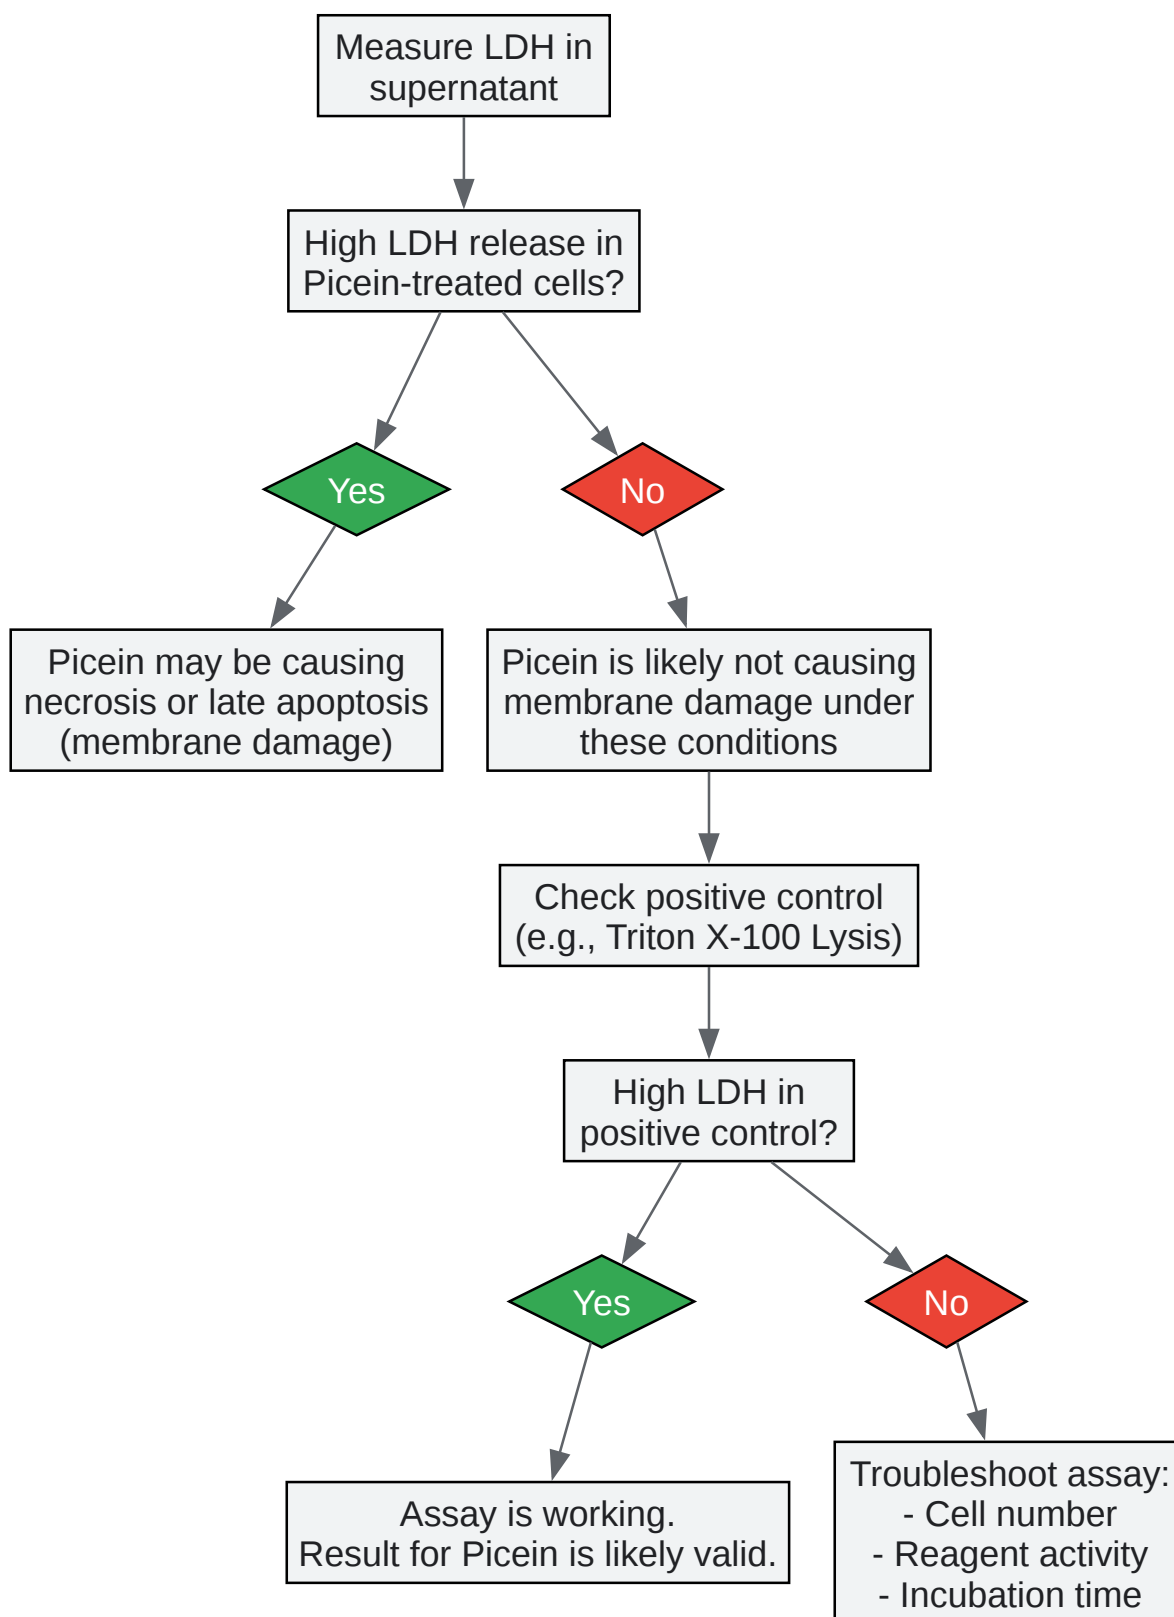 Measure LDH in
supernatant
High LDH release in
Picein-treated cells?
Yes
No
Picein may be causing
necrosis or late apoptosis
(membrane damage)
Picein is likely not causing
membrane damage under
these conditions
Check positive control
(e.g., Triton X-100 Lysis)
High LDH in
positive control?
Yes
No
Assay is working.
Result for Picein is likely valid.
Troubleshoot assay:
- Cell number
- Reagent activity
- Incubation time